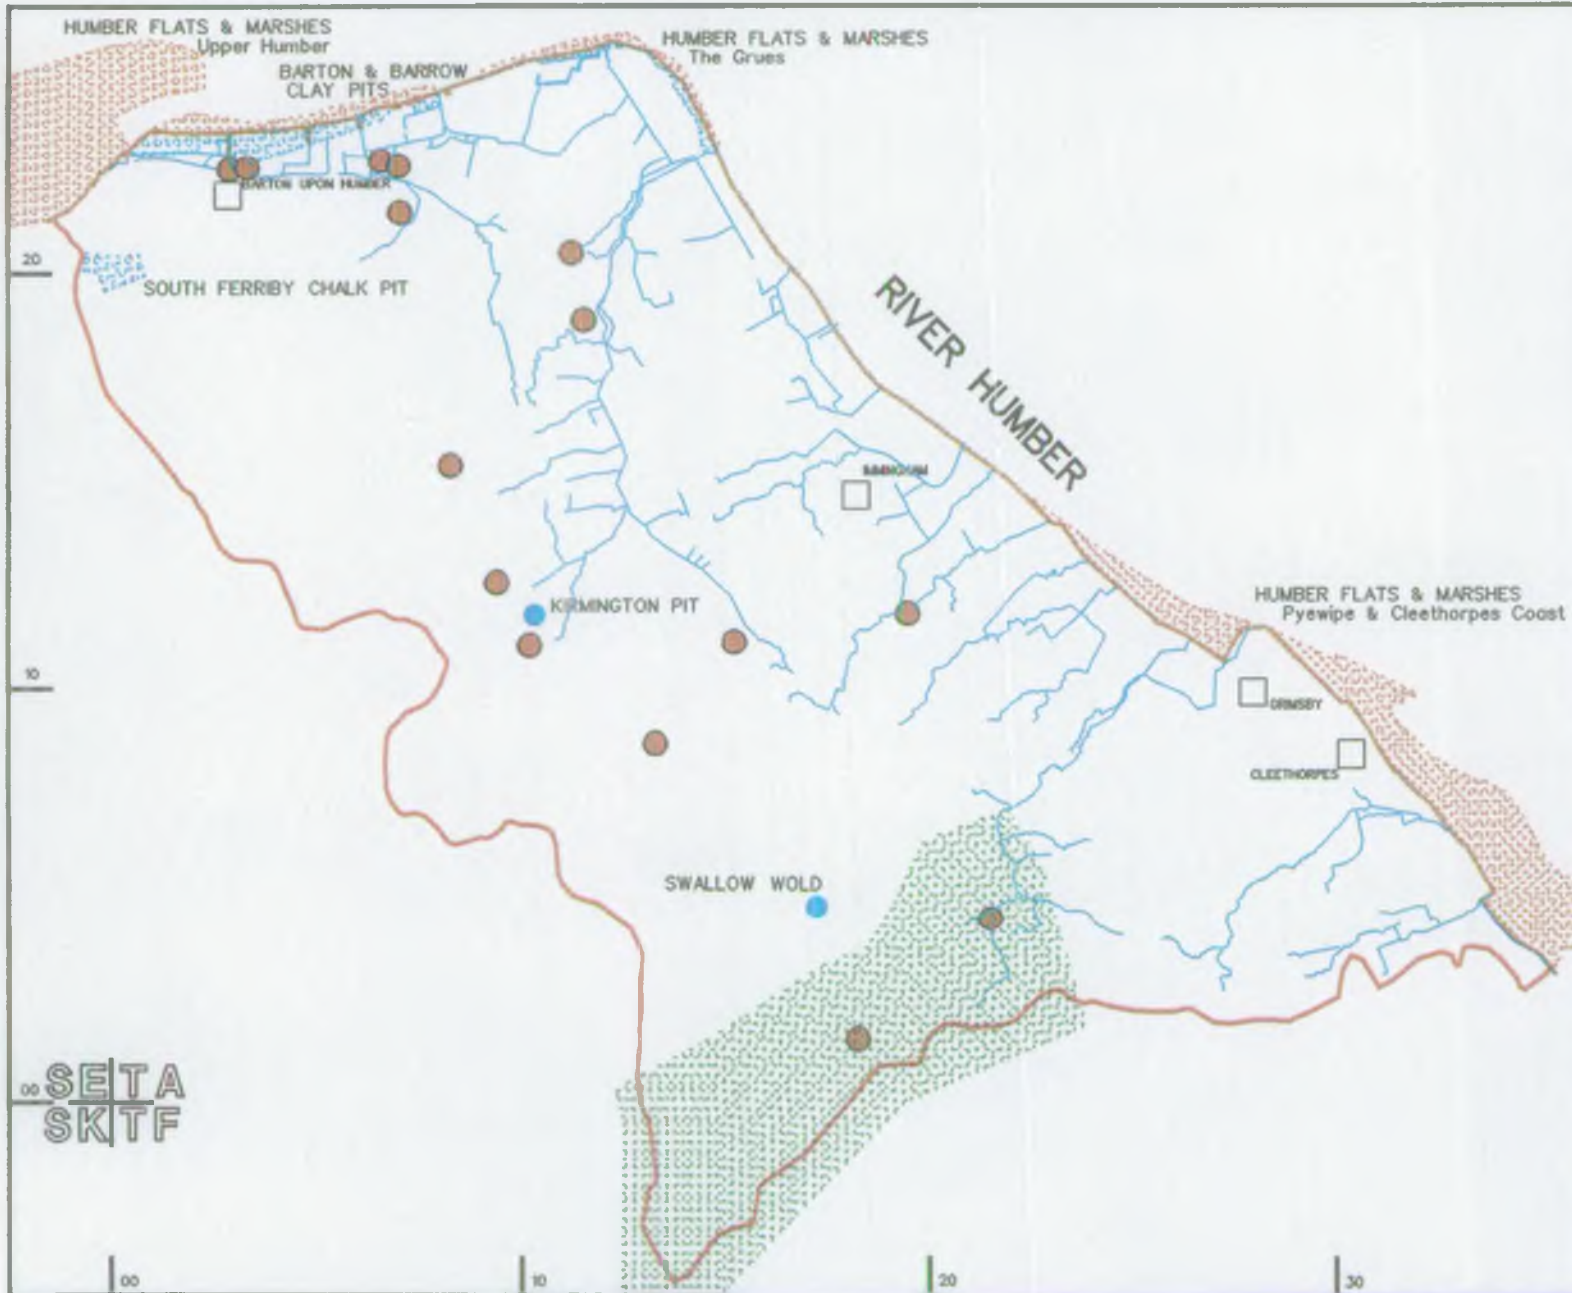 HUMBER FLATS & MARSHES
Upper Humber
HUMBER FLATS & MARSHES
The Grues
BARTON & BARROW
CLAY PITS
BARTON UPON HUMBER
20
SOUTH FERRIBY CHALK PIT
RIVER HUMBER
IMMINGHAM
KIRMINGTON PIT
HUMBER FLATS & MARSHES
Pyewipe & Cleethorpes Coast
10
ORMSBY
CLEETHORPES
SWALLOW WOLD
00
SE TA
SK TF
00
10
20
30